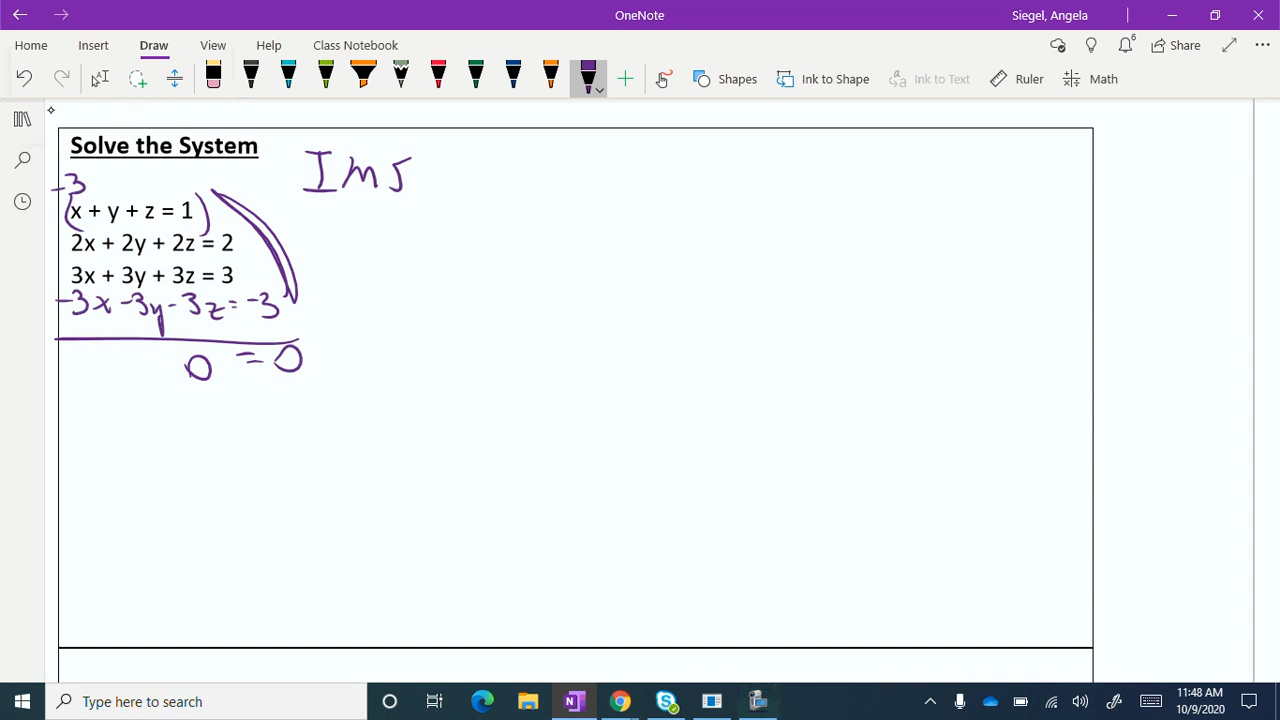 OneNote
Siegel, Angela
Home Insert Draw View Help Class Notebook
6
Share
Shapes Ink to Shape Ink to Text Ruler Math
Solve the System
I m s
-3
(x + y + z = 1)
2x + 2y + 2z = 2
3x + 3y + 3z = 3
-3x -3y -3z = -3
0 = 0
Type here to search
11:48 AM
10/9/2020